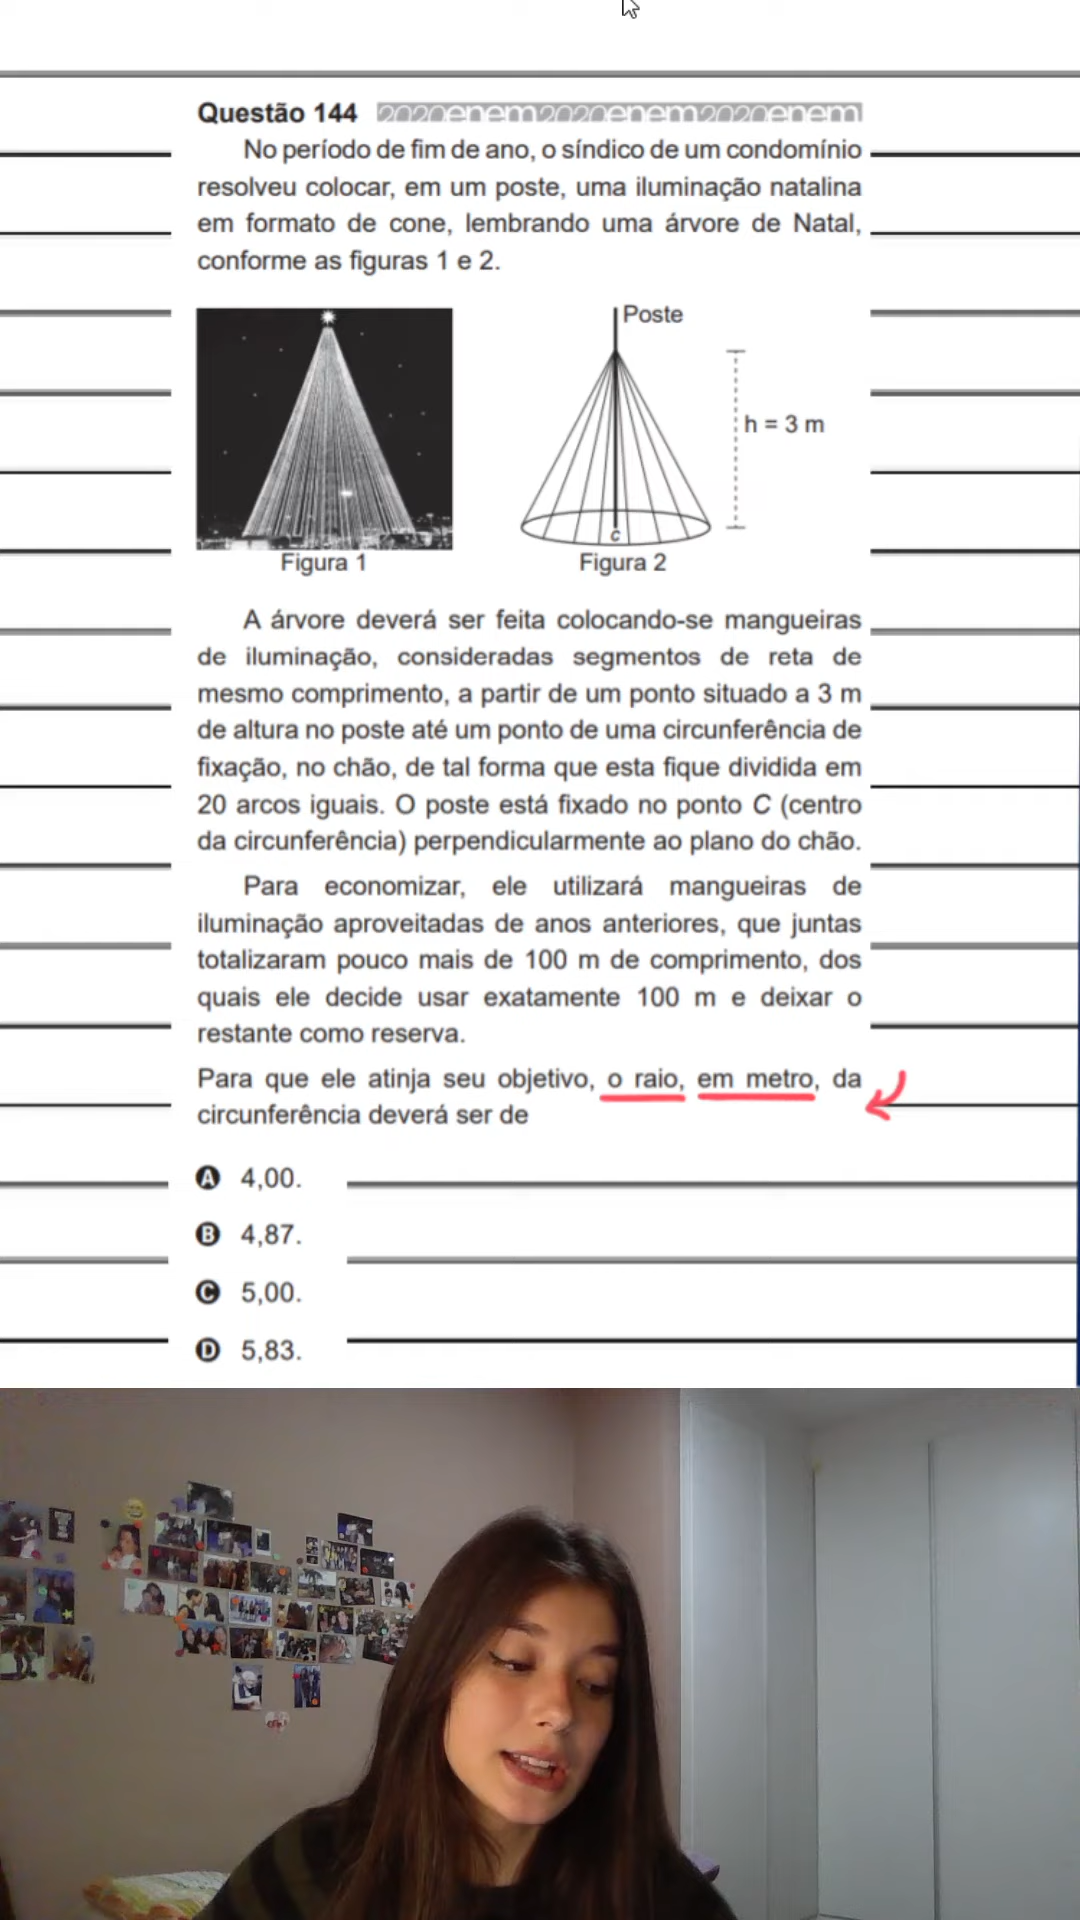 Questão 144 2020enem2020enem2020enem
No período de fim de ano, o síndico de um condomínio
resolveu colocar, em um poste, uma iluminação natalina
em formato de cone, lembrando uma árvore de Natal,
conforme as figuras 1 e 2.
Poste
h = 3 m
C
Figura 1
Figura 2
A árvore deverá ser feita colocando-se mangueiras
de iluminação, consideradas segmentos de reta de
mesmo comprimento, a partir de um ponto situado a 3 m
de altura no poste até um ponto de uma circunferência de
fixação, no chão, de tal forma que esta fique dividida em
20 arcos iguais. O poste está fixado no ponto C (centro
da circunferência) perpendicularmente ao plano do chão.
Para economizar, ele utilizará mangueiras de
iluminação aproveitadas de anos anteriores, que juntas
totalizaram pouco mais de 100 m de comprimento, dos
quais ele decide usar exatamente 100 m e deixar o
restante como reserva.
Para que ele atinja seu objetivo, o raio, em metro, da
circunferência deverá ser de
A 4,00.
B 4,87.
C 5,00.
D 5,83.